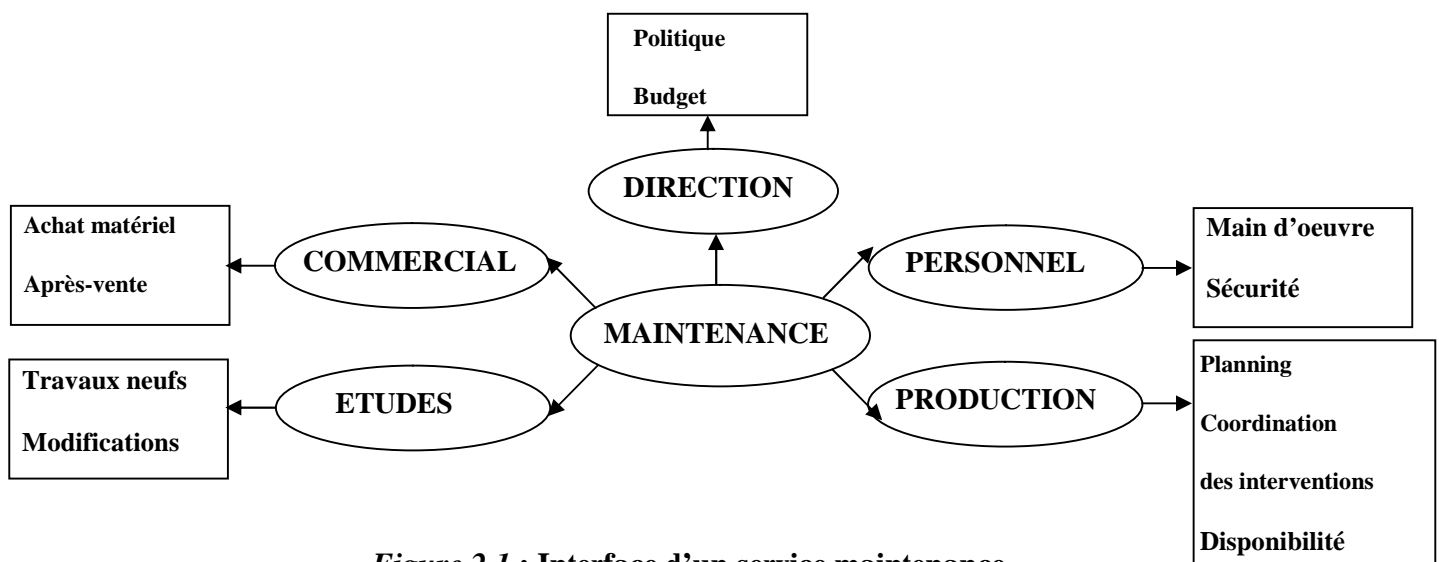 Politique
Budget
DIRECTION
Achat matériel
Après-vente
COMMERCIAL
PERSONNEL
Main d'oeuvre
Sécurité
MAINTENANCE
Travaux neufs
Modifications
ETUDES
PRODUCTION
Planning
Coordination
des interventions
Disponibilité
Figure 2.1 : Interface d'un service maintenance